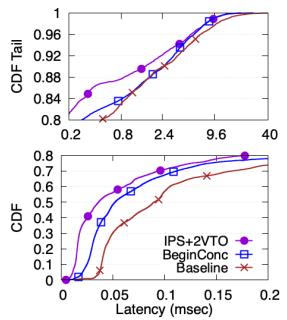 CDF Tail
1
0.96
0.92
0.88
0.84
0.8
0.2 0.8 2.4 9.6 40
CDF
0.8
0.7
0.6
0.5
0.4
0.3
0.2
0.1
0
IPS+2VTO
BeginConc
Baseline
0 0.05 0.1 0.15 0.2
Latency (msec)